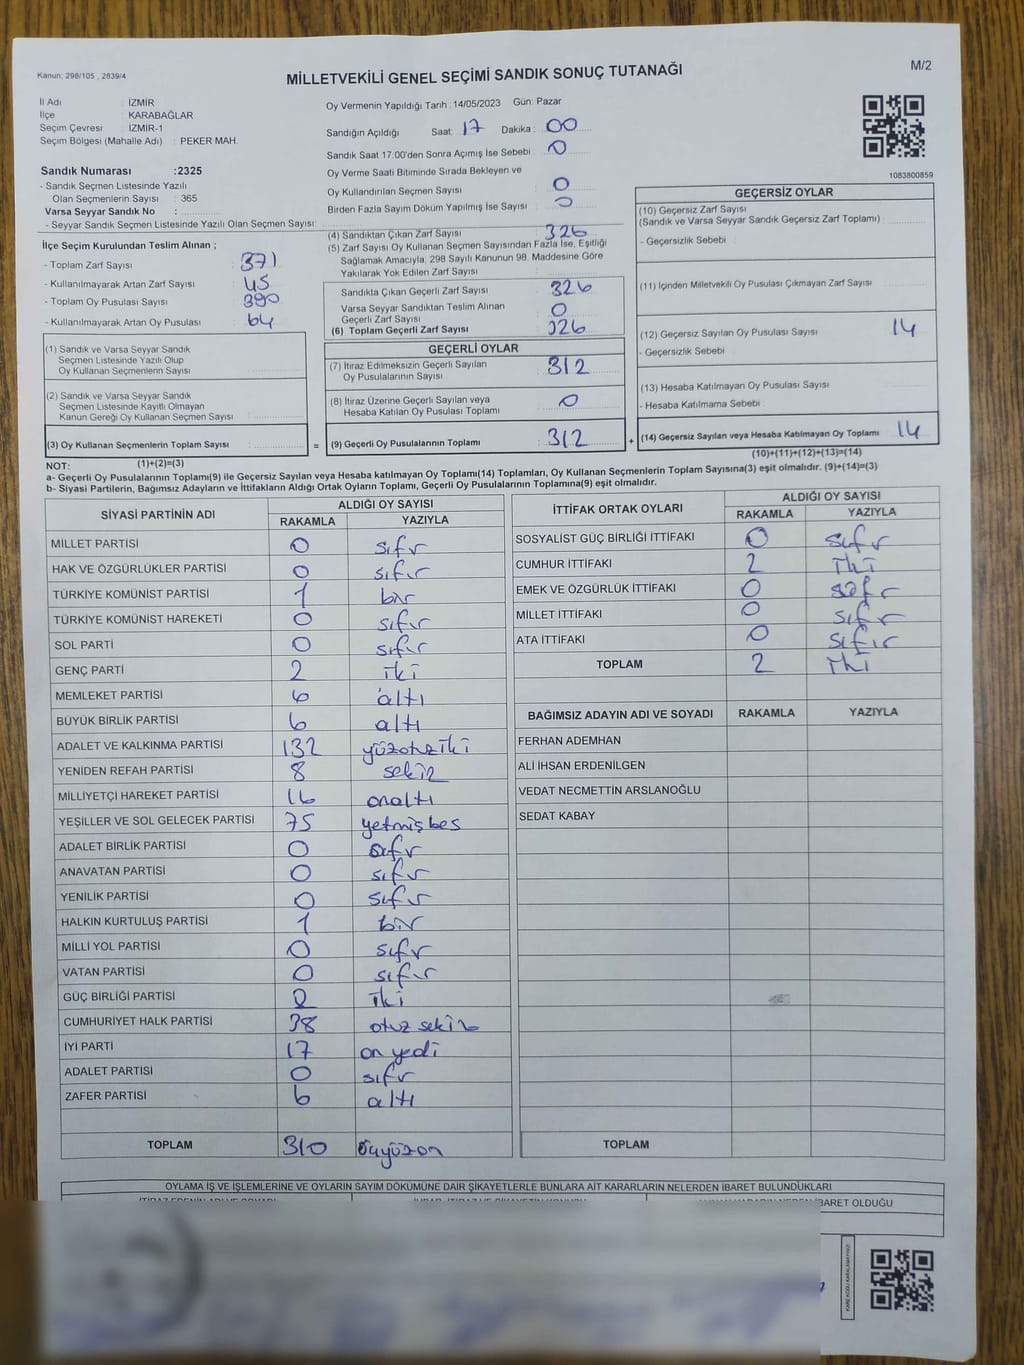 Kanun; 298/105 , 2839/4
MİLLETVEKİLİ GENEL SEÇİMİ SANDIK SONUÇ TUTANAĞI
M/2
İl Adı : İZMİR
İlçe : KARABAĞLAR
Seçim Çevresi : İZMİR-1
Seçim Bölgesi (Mahalle Adı) : PEKER MAH.
Sandık Numarası :2325
- Sandık Seçmen Listesinde Yazılı
Olan Seçmenlerin Sayısı : 365
Varsa Seyyar Sandık No :
- Seyyar Sandık Seçmen Listesinde Yazılı Olan Seçmen Sayısı:
Oy Vermenin Yapıldığı Tarih :14/05/2023 Gün: Pazar
Sandığın Açıldığı Saat: 17 Dakika : 00
Sandık Saat 17:00'den Sonra Açımış İse Sebebi : 0
Oy Verme Saati Bitiminde Sırada Bekleyen ve
Oy Kullandırılan Seçmen Sayısı : 0
Birden Fazla Sayım Döküm Yapılmış İse Sayısı : 0
1083800859
İlçe Seçim Kurulundan Teslim Alınan ;
- Toplam Zarf Sayısı : 371
- Kullanılmayarak Artan Zarf Sayısı : 45
- Toplam Oy Pusulası Sayısı : 390
- Kullanılmayarak Artan Oy Pusulası : 64
(4) Sandıktan Çıkan Zarf Sayısı : 326
(5) Zarf Sayısı Oy Kullanan Seçmen Sayısından Fazla İse, Eşitliği
Sağlamak Amacıyla, 298 Sayılı Kanunun 98. Maddesine Göre
Yakılarak Yok Edilen Zarf Sayısı :
Sandıkta Çıkan Geçerli Zarf Sayısı : 326
Varsa Seyyar Sandıktan Teslim Alınan
Geçerli Zarf Sayısı : 0
(6) Toplam Geçerli Zarf Sayısı : 326
GEÇERSİZ OYLAR
(10) Geçersiz Zarf Sayısı
(Sandık ve Varsa Seyyar Sandık Geçersiz Zarf Toplamı) :
- Geçersizlik Sebebi :
(11) İçinden Milletvekili Oy Pusulası Çıkmayan Zarf Sayısı :
(12) Geçersiz Sayılan Oy Pusulası Sayısı : 14
- Geçersizlik Sebebi :
(13) Hesaba Katılmayan Oy Pusulası Sayısı :
- Hesaba Katılmama Sebebi :
(14) Geçersiz Sayılan veya Hesaba Katılmayan Oy Toplamı : 14
(10)+(11)+(12)+(13)=(14)
(1) Sandık ve Varsa Seyyar Sandık
Seçmen Listesinde Yazılı Olup
Oy Kullanan Seçmenlerin Sayısı :
(2) Sandık ve Varsa Seyyar Sandık
Seçmen Listesinde Kayıtlı Olmayan
Kanun Gereği Oy Kullanan Seçmen Sayısı :
(3) Oy Kullanan Seçmenlerin Toplam Sayısı : =
(1)+(2)=(3)
GEÇERLİ OYLAR
(7) İtiraz Edilmeksizin Geçerli Sayılan
Oy Pusulalarının Sayısı : 312
(8) İtiraz Üzerine Geçerli Sayılan veya
Hesaba Katılan Oy Pusulası Toplamı : 0
(9) Geçerli Oy Pusulalarının Toplamı : 312 +
NOT:
a- Geçerli Oy Pusulalarının Toplamı(9) ile Geçersiz Sayılan veya Hesaba katılmayan Oy Toplamı(14) Toplamları, Oy Kullanan Seçmenlerin Toplam Sayısına(3) eşit olmalıdır. (9)+(14)=(3)
b- Siyasi Partilerin, Bağımsız Adayların ve İttifakların Aldığı Ortak Oyların Toplamı, Geçerli Oy Pusulalarının Toplamına(9) eşit olmalıdır.
SİYASİ PARTİNİN ADI
ALDIĞI OY SAYISI
RAKAMLA YAZIYLA
MİLLET PARTİSİ 0 sıfır
HAK VE ÖZGÜRLÜKLER PARTİSİ 0 sıfır
TÜRKİYE KOMÜNİST PARTİSİ 1 bir
TÜRKİYE KOMÜNİST HAREKETİ 0 sıfır
SOL PARTİ 0 sıfır
GENÇ PARTİ 2 iki
MEMLEKET PARTİSİ 6 altı
BÜYÜK BİRLİK PARTİSİ 6 altı
ADALET VE KALKINMA PARTİSİ 132 yüzotuziki
YENİDEN REFAH PARTİSİ 8 sekiz
MİLLİYETÇİ HAREKET PARTİSİ 16 onaltı
YEŞİLLER VE SOL GELECEK PARTİSİ 75 yetmişbes
ADALET BİRLİK PARTİSİ 0 sıfır
ANAVATAN PARTİSİ 0 sıfır
YENİLİK PARTİSİ 0 sıfır
HALKIN KURTULUŞ PARTİSİ 1 bir
MİLLİ YOL PARTİSİ 0 sıfır
VATAN PARTİSİ 0 sıfır
GÜÇ BİRLİĞİ PARTİSİ 2 iki
CUMHURİYET HALK PARTİSİ 38 otuz sekiz
İYİ PARTİ 17 on yedi
ADALET PARTİSİ 0 sıfır
ZAFER PARTİSİ 6 altı
TOPLAM 310 üçyüzon
İTTİFAK ORTAK OYLARI
ALDIĞI OY SAYISI
RAKAMLA YAZIYLA
SOSYALİST GÜÇ BİRLİĞİ İTTİFAKI 0 sıfır
CUMHUR İTTİFAKI 2 iki
EMEK VE ÖZGÜRLÜK İTTİFAKI 0 sıfır
MİLLET İTTİFAKI 0 sıfır
ATA İTTİFAKI 0 sıfır
TOPLAM 2 iki
BAĞIMSIZ ADAYIN ADI VE SOYADI RAKAMLA YAZIYLA
FERHAN ADEMHAN
ALİ İHSAN ERDENİLGEN
VEDAT NECMETTİN ARSLANOĞLU
SEDAT KABAY
TOPLAM
OYLAMA İŞ VE İŞLEMLERİNE VE OYLARIN SAYIM DÖKÜMÜNE DAİR ŞİKAYETLERLE BUNLARA AİT KARARLARIN NELERDEN İBARET BULUNDUKLARI
İBARET OLDUĞU